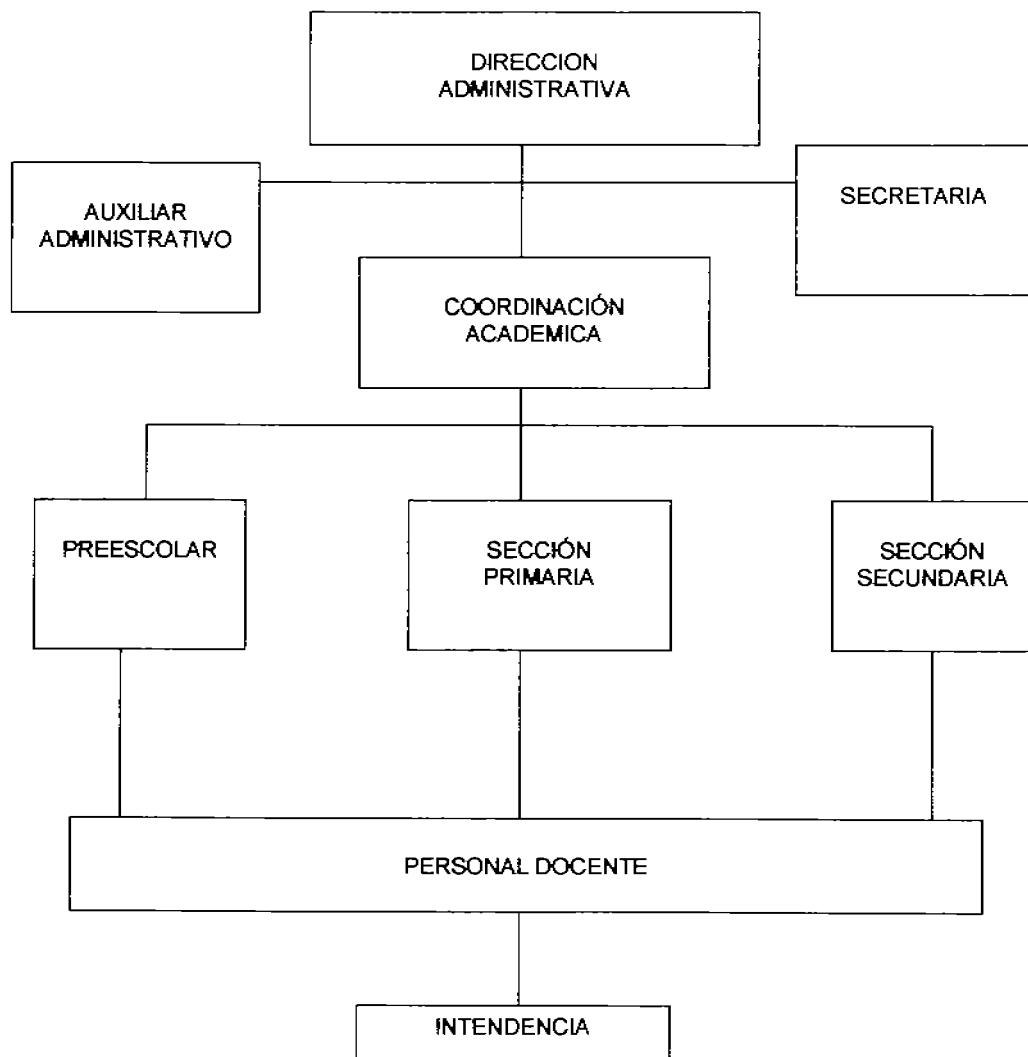 DIRECCION
ADMINISTRATIVA
AUXILIAR
ADMINISTRATIVO
SECRETARIA
COORDINACIÓN
ACADEMICA
PREESCOLAR
SECCIÓN
PRIMARIA
SECCIÓN
SECUNDARIA
PERSONAL DOCENTE
INTENDENCIA